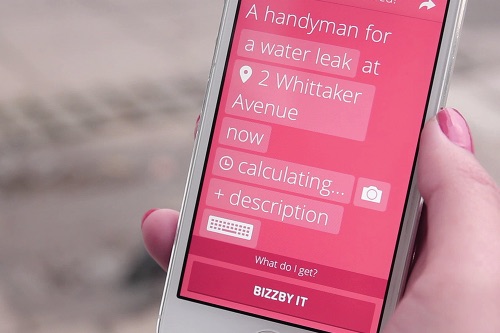 A handyman for
a water leak at
2 Whittaker
Avenue
now
calculating...
+ description
What do I get?
BIZZBY IT